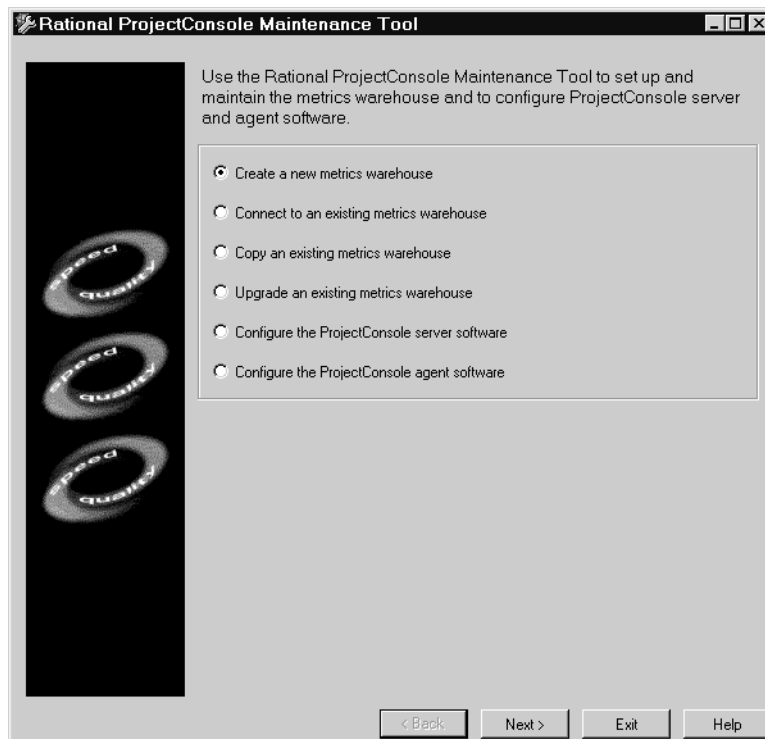 Rational ProjectConsole Maintenance Tool
Use the Rational ProjectConsole Maintenance Tool to set up and
maintain the metrics warehouse and to configure ProjectConsole server
and agent software.
Create a new metrics warehouse
Connect to an existing metrics warehouse
Copy an existing metrics warehouse
Upgrade an existing metrics warehouse
Configure the ProjectConsole server software
Configure the ProjectConsole agent software
speed
quality
speed
quality
speed
quality
< Back
Next >
Exit
Help